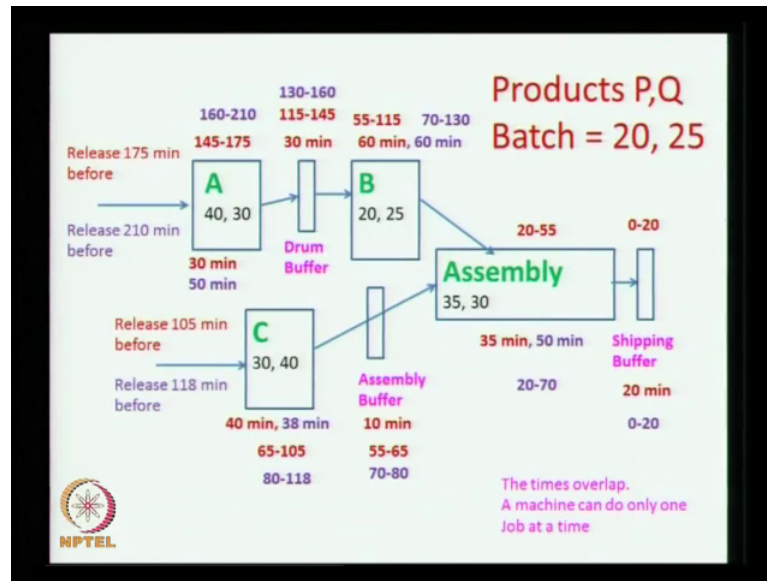 Products P,Q
Batch = 20, 25
130-160
160-210
115-145
55-115
70-130
145-175
30 min
60 min, 60 min
Release 175 min
before
A
40, 30
B
20, 25
Release 210 min
before
Drum
Buffer
20-55
0-20
30 min
50 min
Assembly
35, 30
Release 105 min
before
C
30, 40
35 min, 50 min
Shipping
Buffer
Release 118 min
before
Assembly
Buffer
20-70
20 min
40 min, 38 min
10 min
0-20
65-105
55-65
80-118
70-80
The times overlap.
A machine can do only one
Job at a time
NPTEL